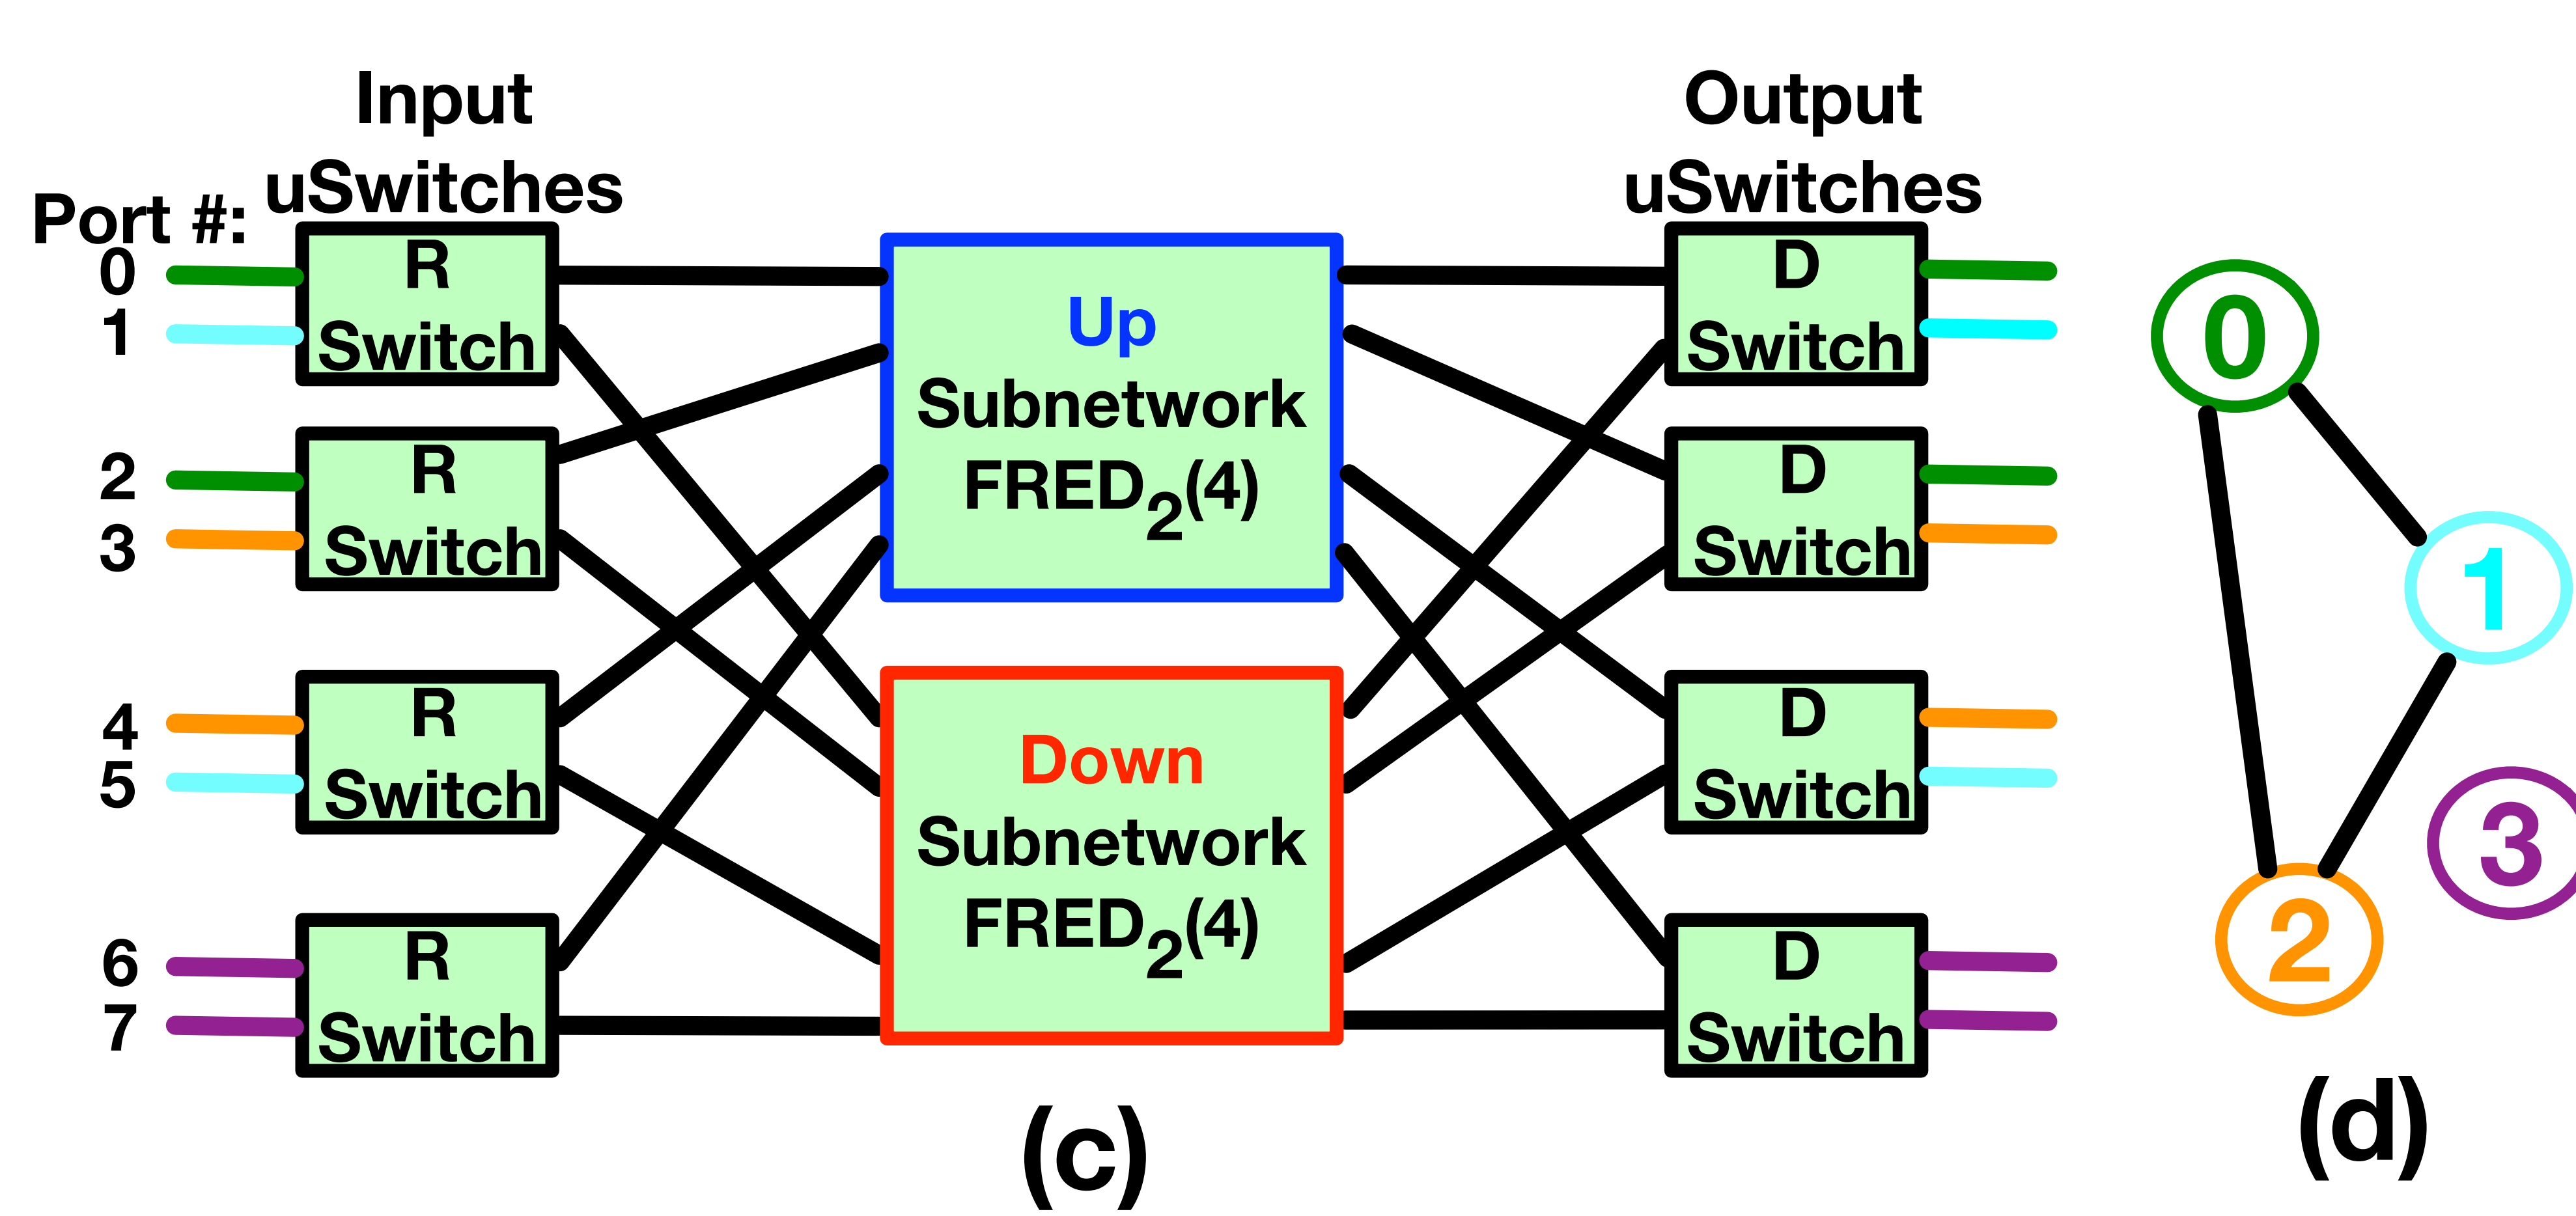 Input
uSwitches
Output
uSwitches
Port #:
0
1
2
3
4
5
6
7
R
Switch
R
Switch
R
Switch
R
Switch
Up
Subnetwork
FRED2(4)
Down
Subnetwork
FRED2(4)
D
Switch
D
Switch
D
Switch
D
Switch
(c)
0
1
2
3
(d)